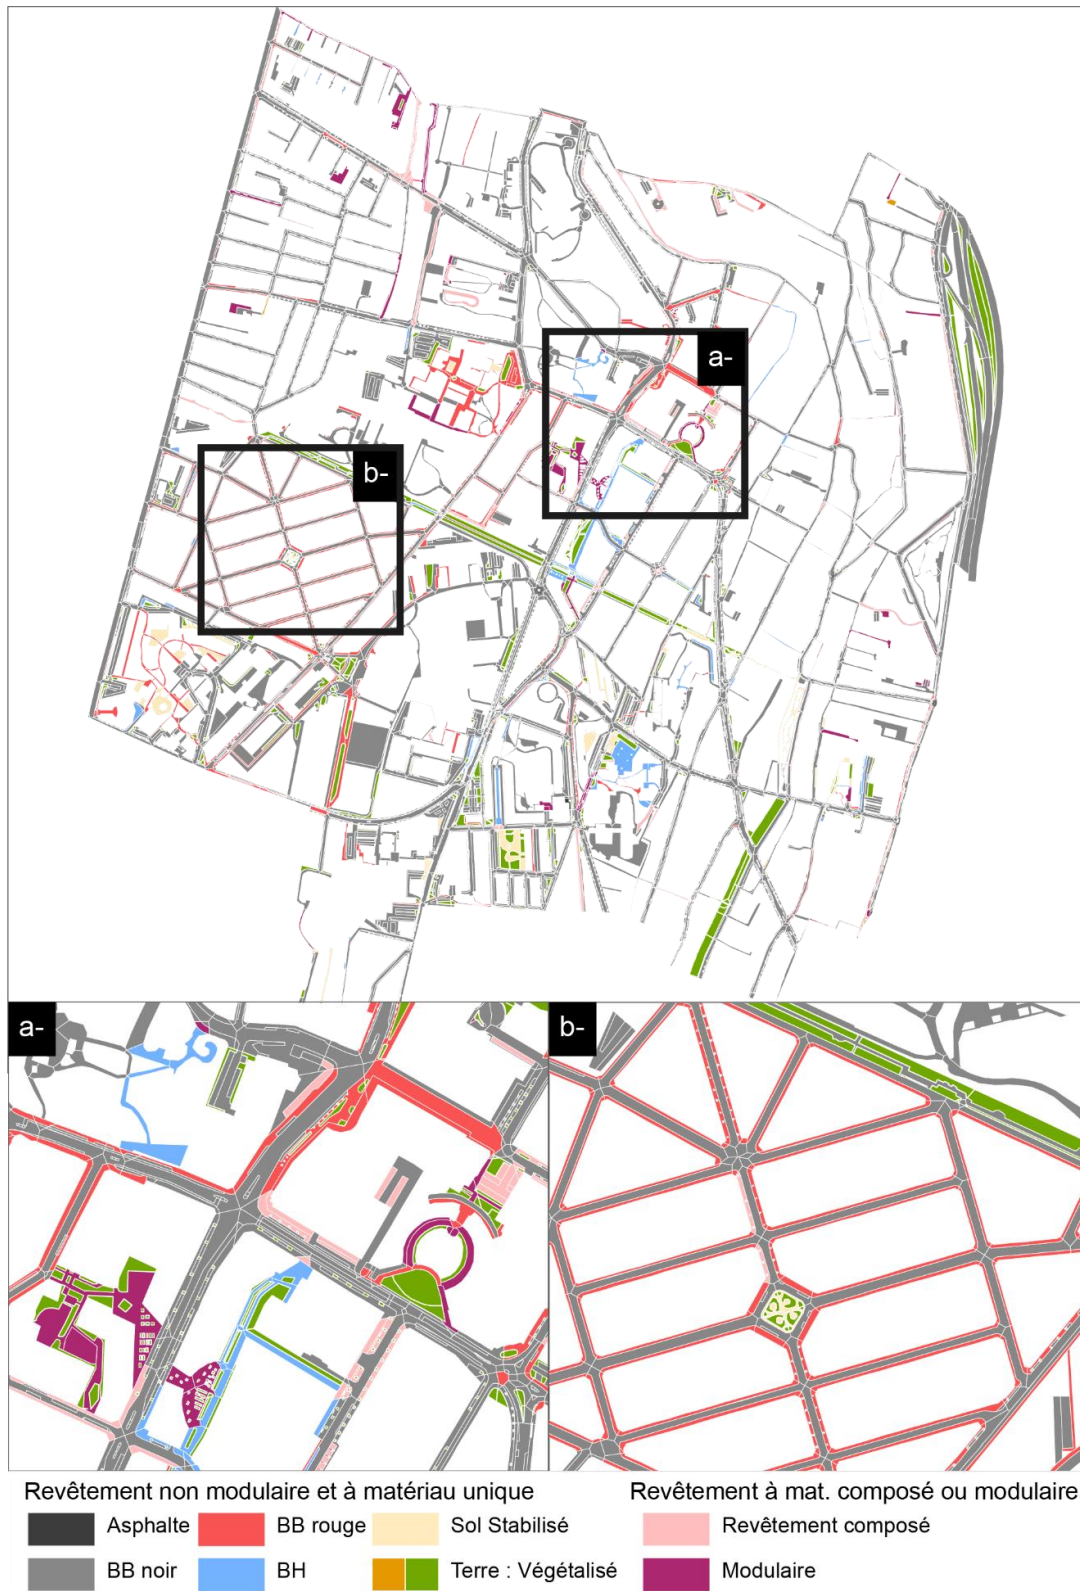 a-
b-
a-
b-
Revêtement non modulaire et à matériau unique
Revêtement à mat. composé ou modulaire
Asphalte
BB rouge
Sol Stabilisé
Revêtement composé
BB noir
BH
Terre : Végétalisé
Modulaire